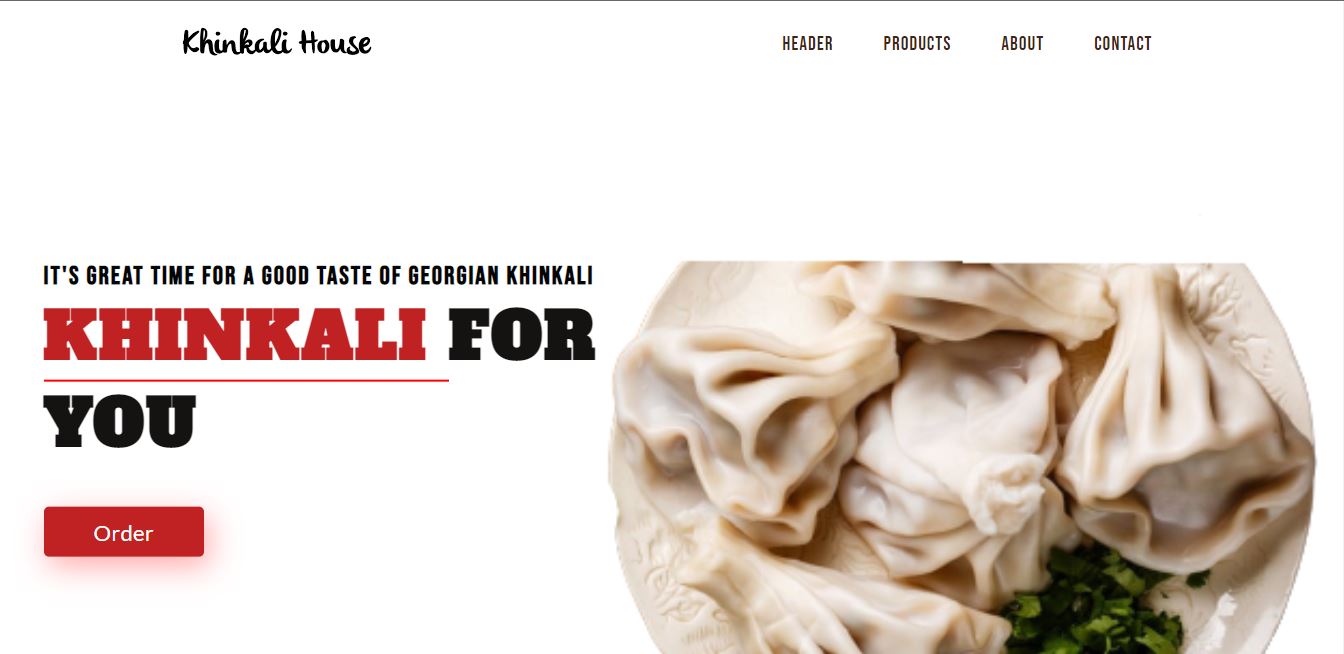 Khinkali House
HEADER PRODUCTS ABOUT CONTACT
IT'S GREAT TIME FOR A GOOD TASTE OF GEORGIAN KHINKALI
KHINKALI FOR
YOU
Order